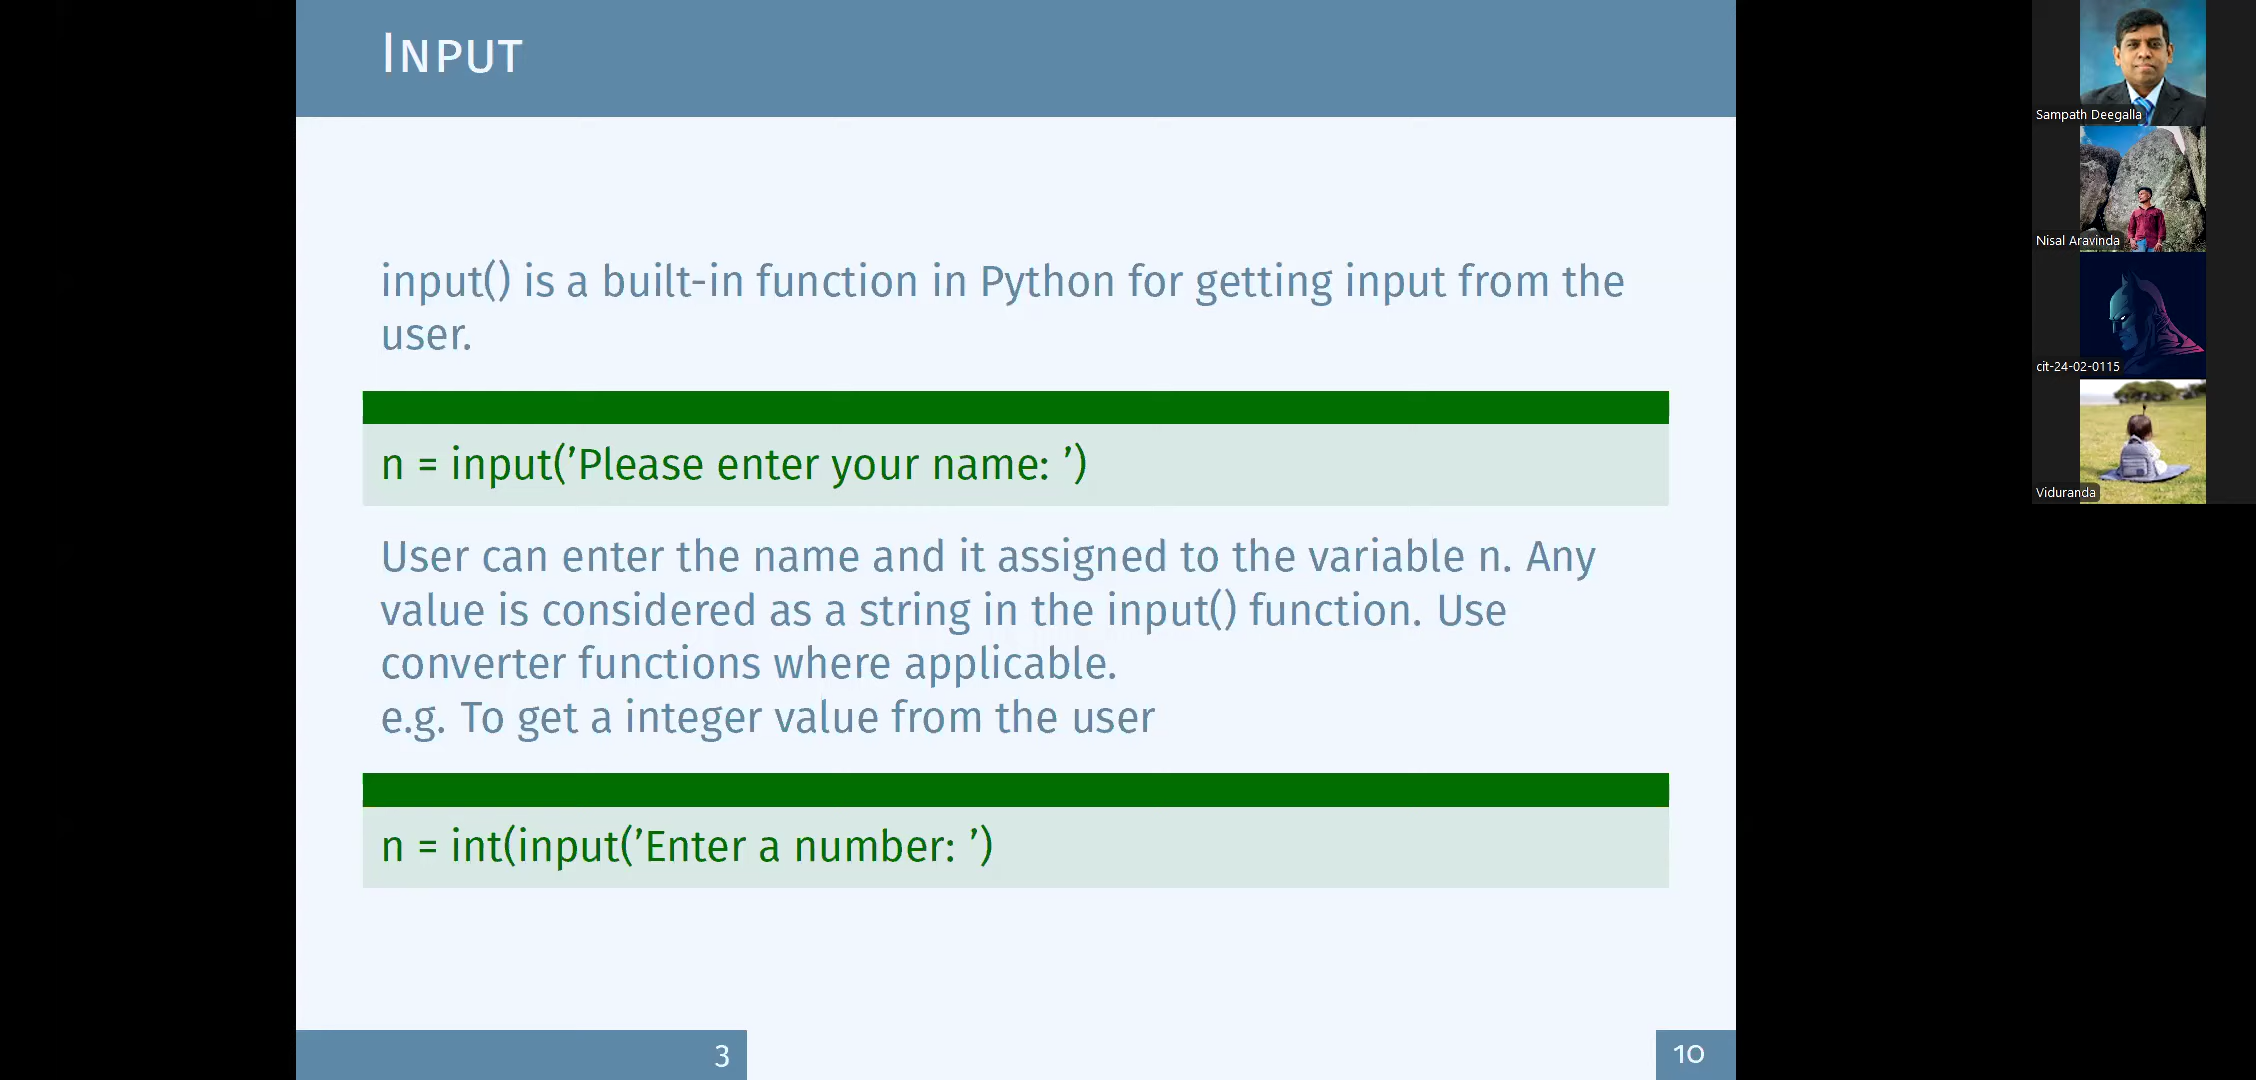 INPUT
input() is a built-in function in Python for getting input from the
user.
n = input(’Please enter your name: ’)
User can enter the name and it assigned to the variable n. Any
value is considered as a string in the input() function. Use
converter functions where applicable.
e.g. To get a integer value from the user
n = int(input(’Enter a number: ’)
3
10
Sampath Deegalla
Nisal Aravinda
cit-24-02-0115
Viduranda